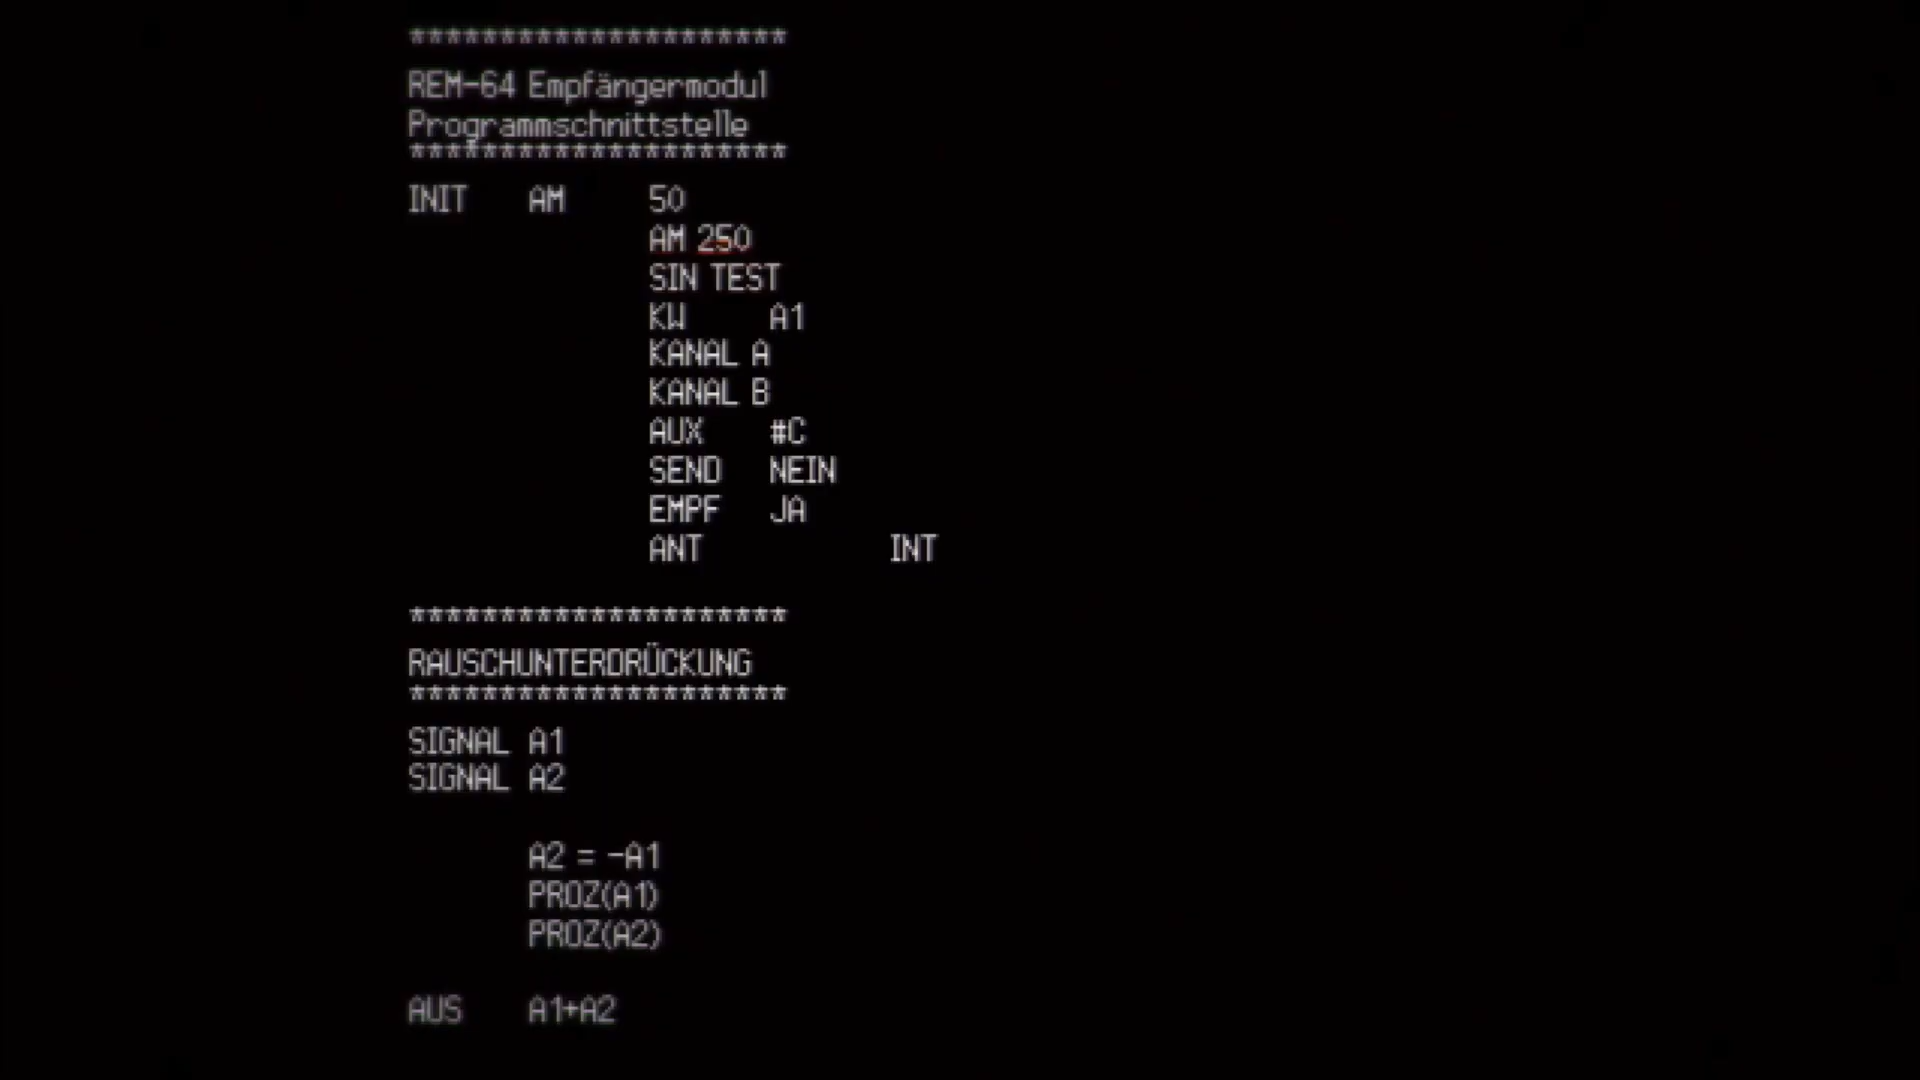 *********************
REM-64 Empfängermodul
Programmschnittstelle
*********************
INIT AM 50
AM 250
SIN TEST
KW A1
KANAL A
KANAL B
AUX #C
SEND NEIN
EMPF JA
ANT INT
*********************
RAUSCHUNTERDRÜCKUNG
*********************
SIGNAL A1
SIGNAL A2
A2 = -A1
PROZ(A1)
PROZ(A2)
AUS A1+A2